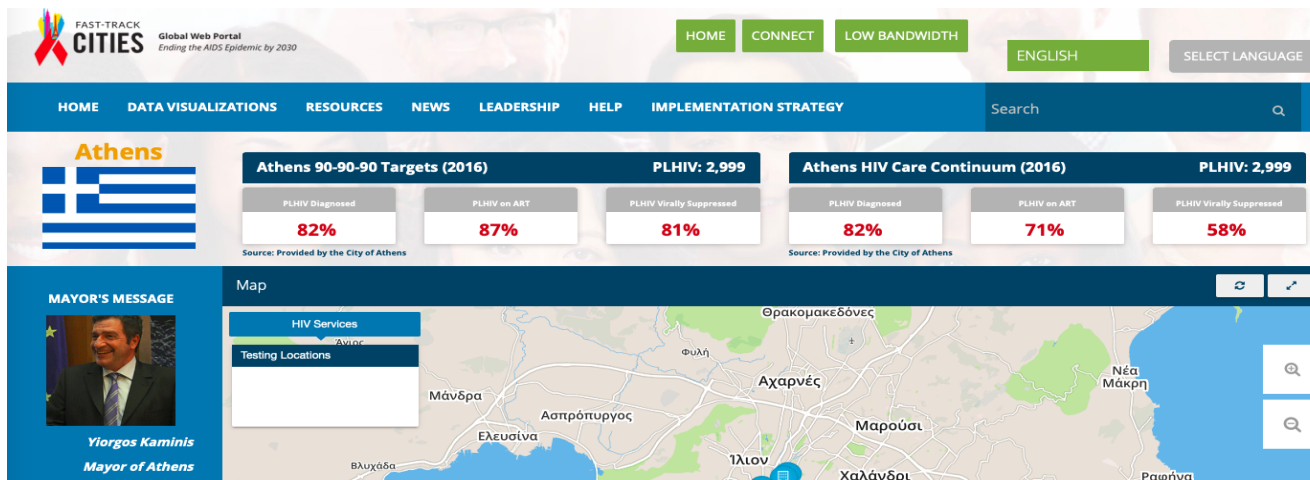 FAST-TRACK
CITIES
Global Web Portal
Ending the AIDS Epidemic by 2030
HOME
CONNECT
LOW BANDWIDTH
ENGLISH
SELECT LANGUAGE
HOME
DATA VISUALIZATIONS
RESOURCES
NEWS
LEADERSHIP
HELP
IMPLEMENTATION STRATEGY
Search
Athens
Athens 90-90-90 Targets (2016) PLHIV: 2,999
PLHIV Diagnosed
82%
PLHIV on ART
87%
PLHIV Virally Suppressed
81%
Source: Provided by the City of Athens
Athens HIV Care Continuum (2016) PLHIV: 2,999
PLHIV Diagnosed
82%
PLHIV on ART
71%
PLHIV Virally Suppressed
58%
Source: Provided by the City of Athens
MAYOR'S MESSAGE
Yiorgos Kaminis
Mayor of Athens
Map
HIV Services
Testing Locations
Θρακομακεδόνες
Φυλή
Αχαρνές
Νέα
Μάκρη
Μάνδρα
Ασπρόπυργος
Μαρούσι
Ελευσίνα
Ίλιον
Βλυχάδα
Χαλάνδρι
Ραφήνα